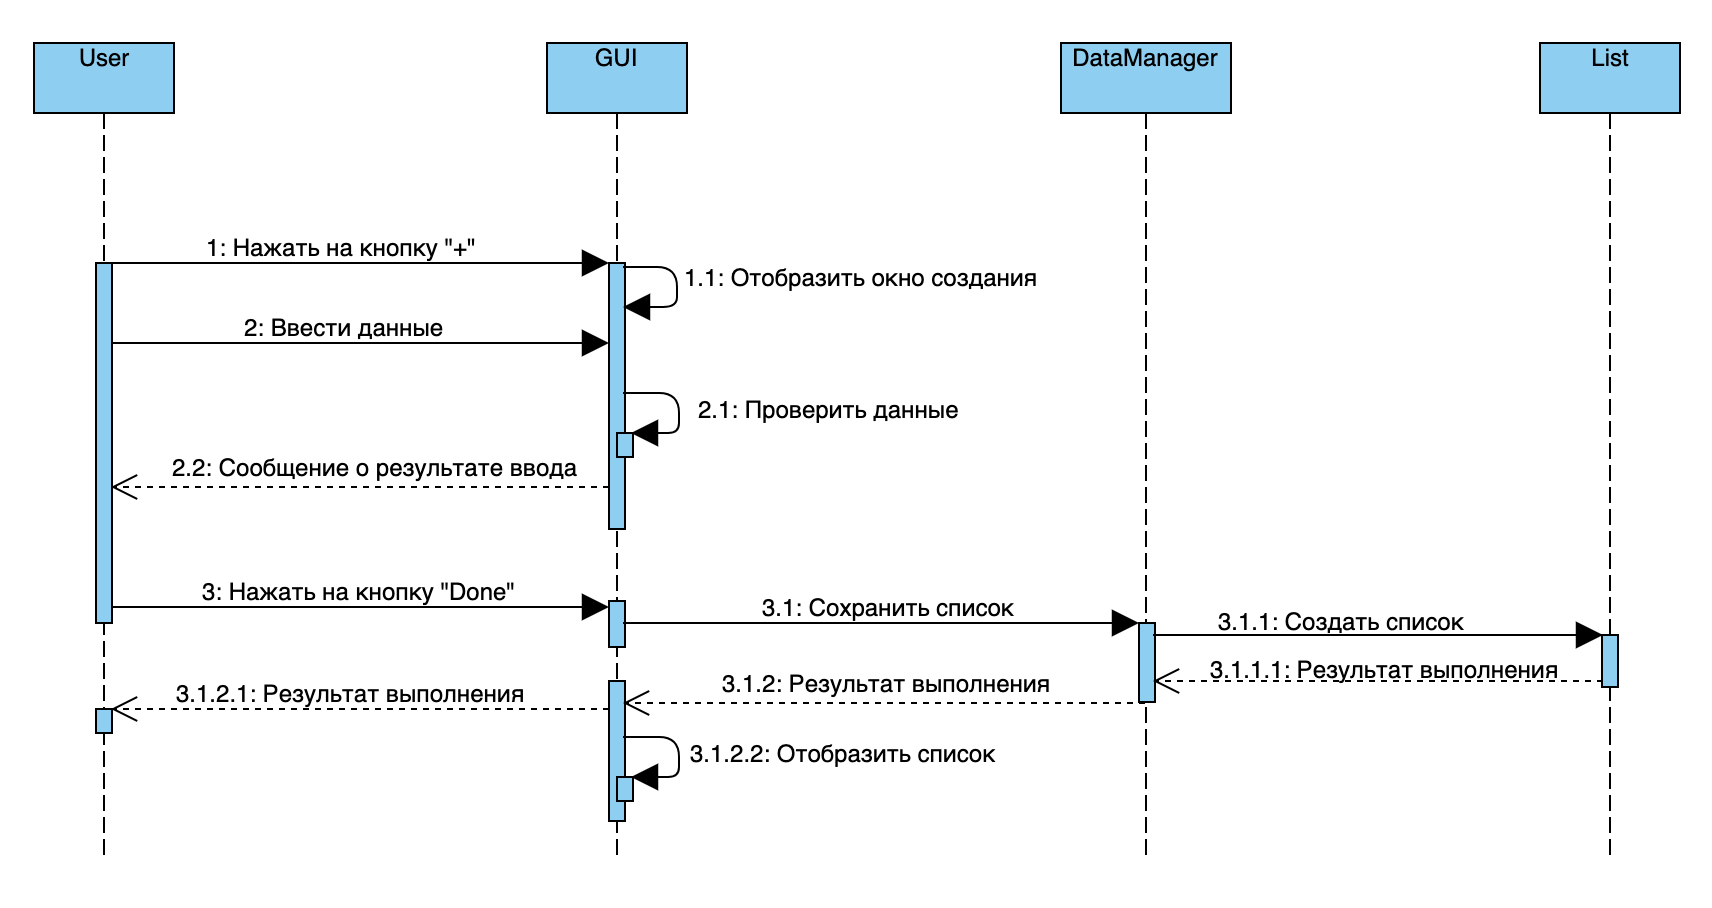 User
GUI
DataManager
List
1: Нажать на кнопку "+"
1.1: Отобразить окно создания
2: Ввести данные
2.1: Проверить данные
2.2: Сообщение о результате ввода
3: Нажать на кнопку "Done"
3.1: Сохранить список
3.1.1: Создать список
3.1.1.1: Результат выполнения
3.1.2: Результат выполнения
3.1.2.1: Результат выполнения
3.1.2.2: Отобразить список